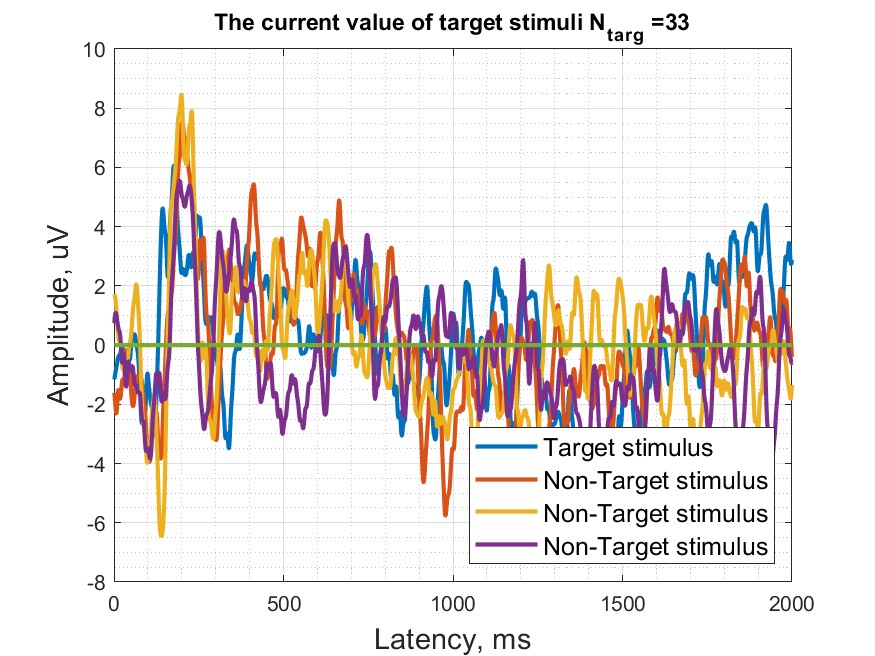 The current value of target stimuli N_targ =33
10
8
6
4
2
0
-2
-4
-6
-8
Amplitude, uV
0 500 1000 1500 2000
Latency, ms
Target stimulus
Non-Target stimulus
Non-Target stimulus
Non-Target stimulus